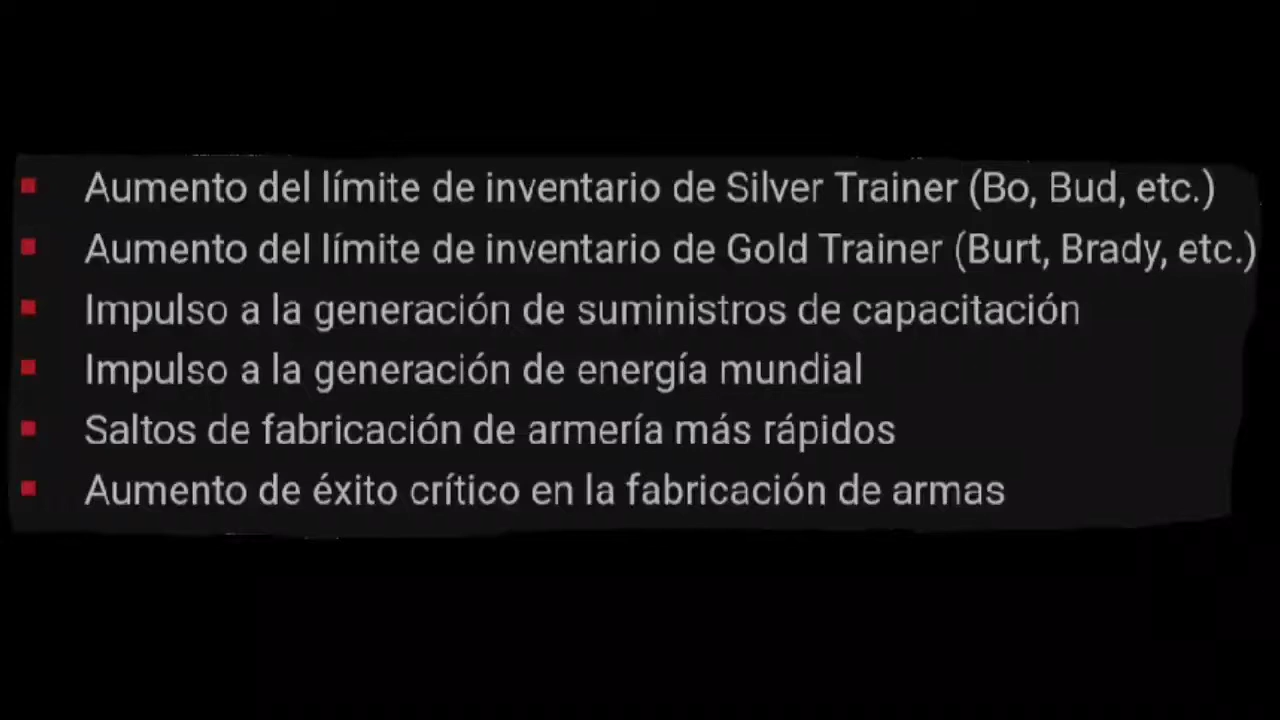 Aumento del límite de inventario de Silver Trainer (Bo, Bud, etc.)
Aumento del límite de inventario de Gold Trainer (Burt, Brady, etc.)
Impulso a la generación de suministros de capacitación
Impulso a la generación de energía mundial
Saltos de fabricación de armería más rápidos
Aumento de éxito crítico en la fabricación de armas